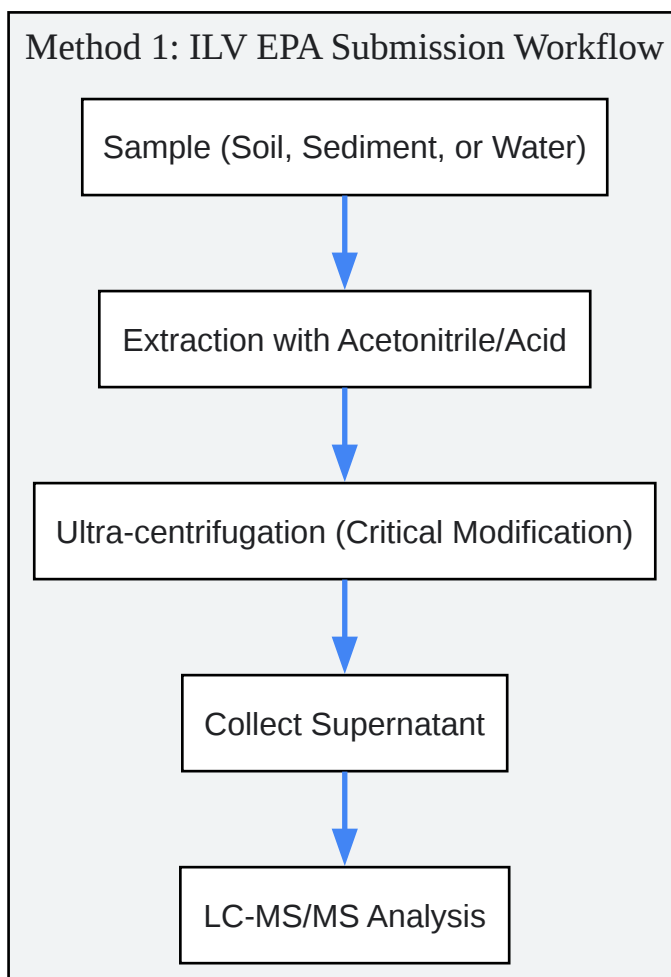 Method 1: ILV EPA Submission Workflow
Sample (Soil, Sediment, or Water)
Extraction with Acetonitrile/Acid
Ultra-centrifugation (Critical Modification)
Collect Supernatant
LC-MS/MS Analysis